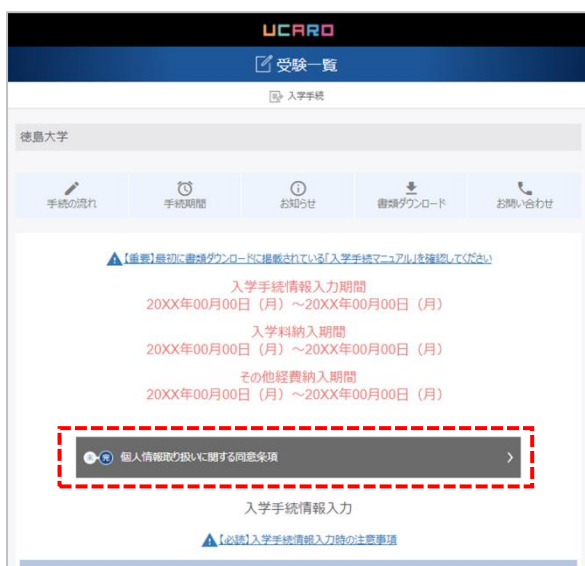 UCARO
受験一覧
入学手続
徳島大学
手続の流れ
手続期間
お知らせ
書類ダウンロード
お問い合わせ
【重要】最初に書類ダウンロードに掲載されている「入学手続マニュアル」を確認してください
入学手続情報入力期間
20XX年00月00日（月）～20XX年00月00日（月）
入学料納入期間
20XX年00月00日（月）～20XX年00月00日（月）
その他経費納入期間
20XX年00月00日（月）～20XX年00月00日（月）
完 個人情報取り扱いに関する同意条項
入学手続情報入力
【必読】入学手続情報入力時の注意事項